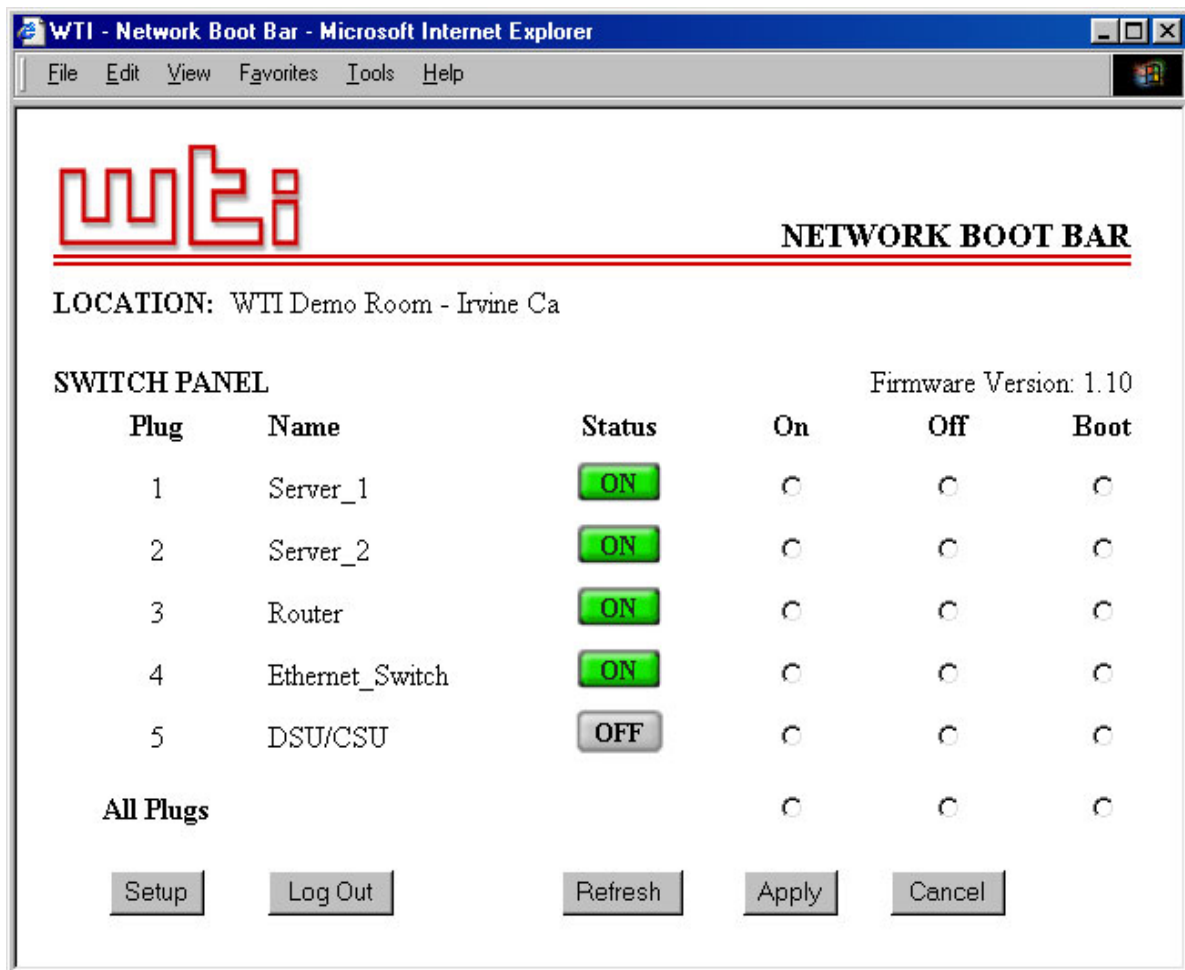 WTI - Network Boot Bar - Microsoft Internet Explorer
File Edit View Favorites Tools Help
wti
NETWORK BOOT BAR
LOCATION: WTI Demo Room - Irvine Ca
SWITCH PANEL Firmware Version: 1.10
Plug Name Status On Off Boot
1 Server_1 ON
2 Server_2 ON
3 Router ON
4 Ethernet_Switch ON
5 DSU/CSU OFF
All Plugs
Setup Log Out Refresh Apply Cancel